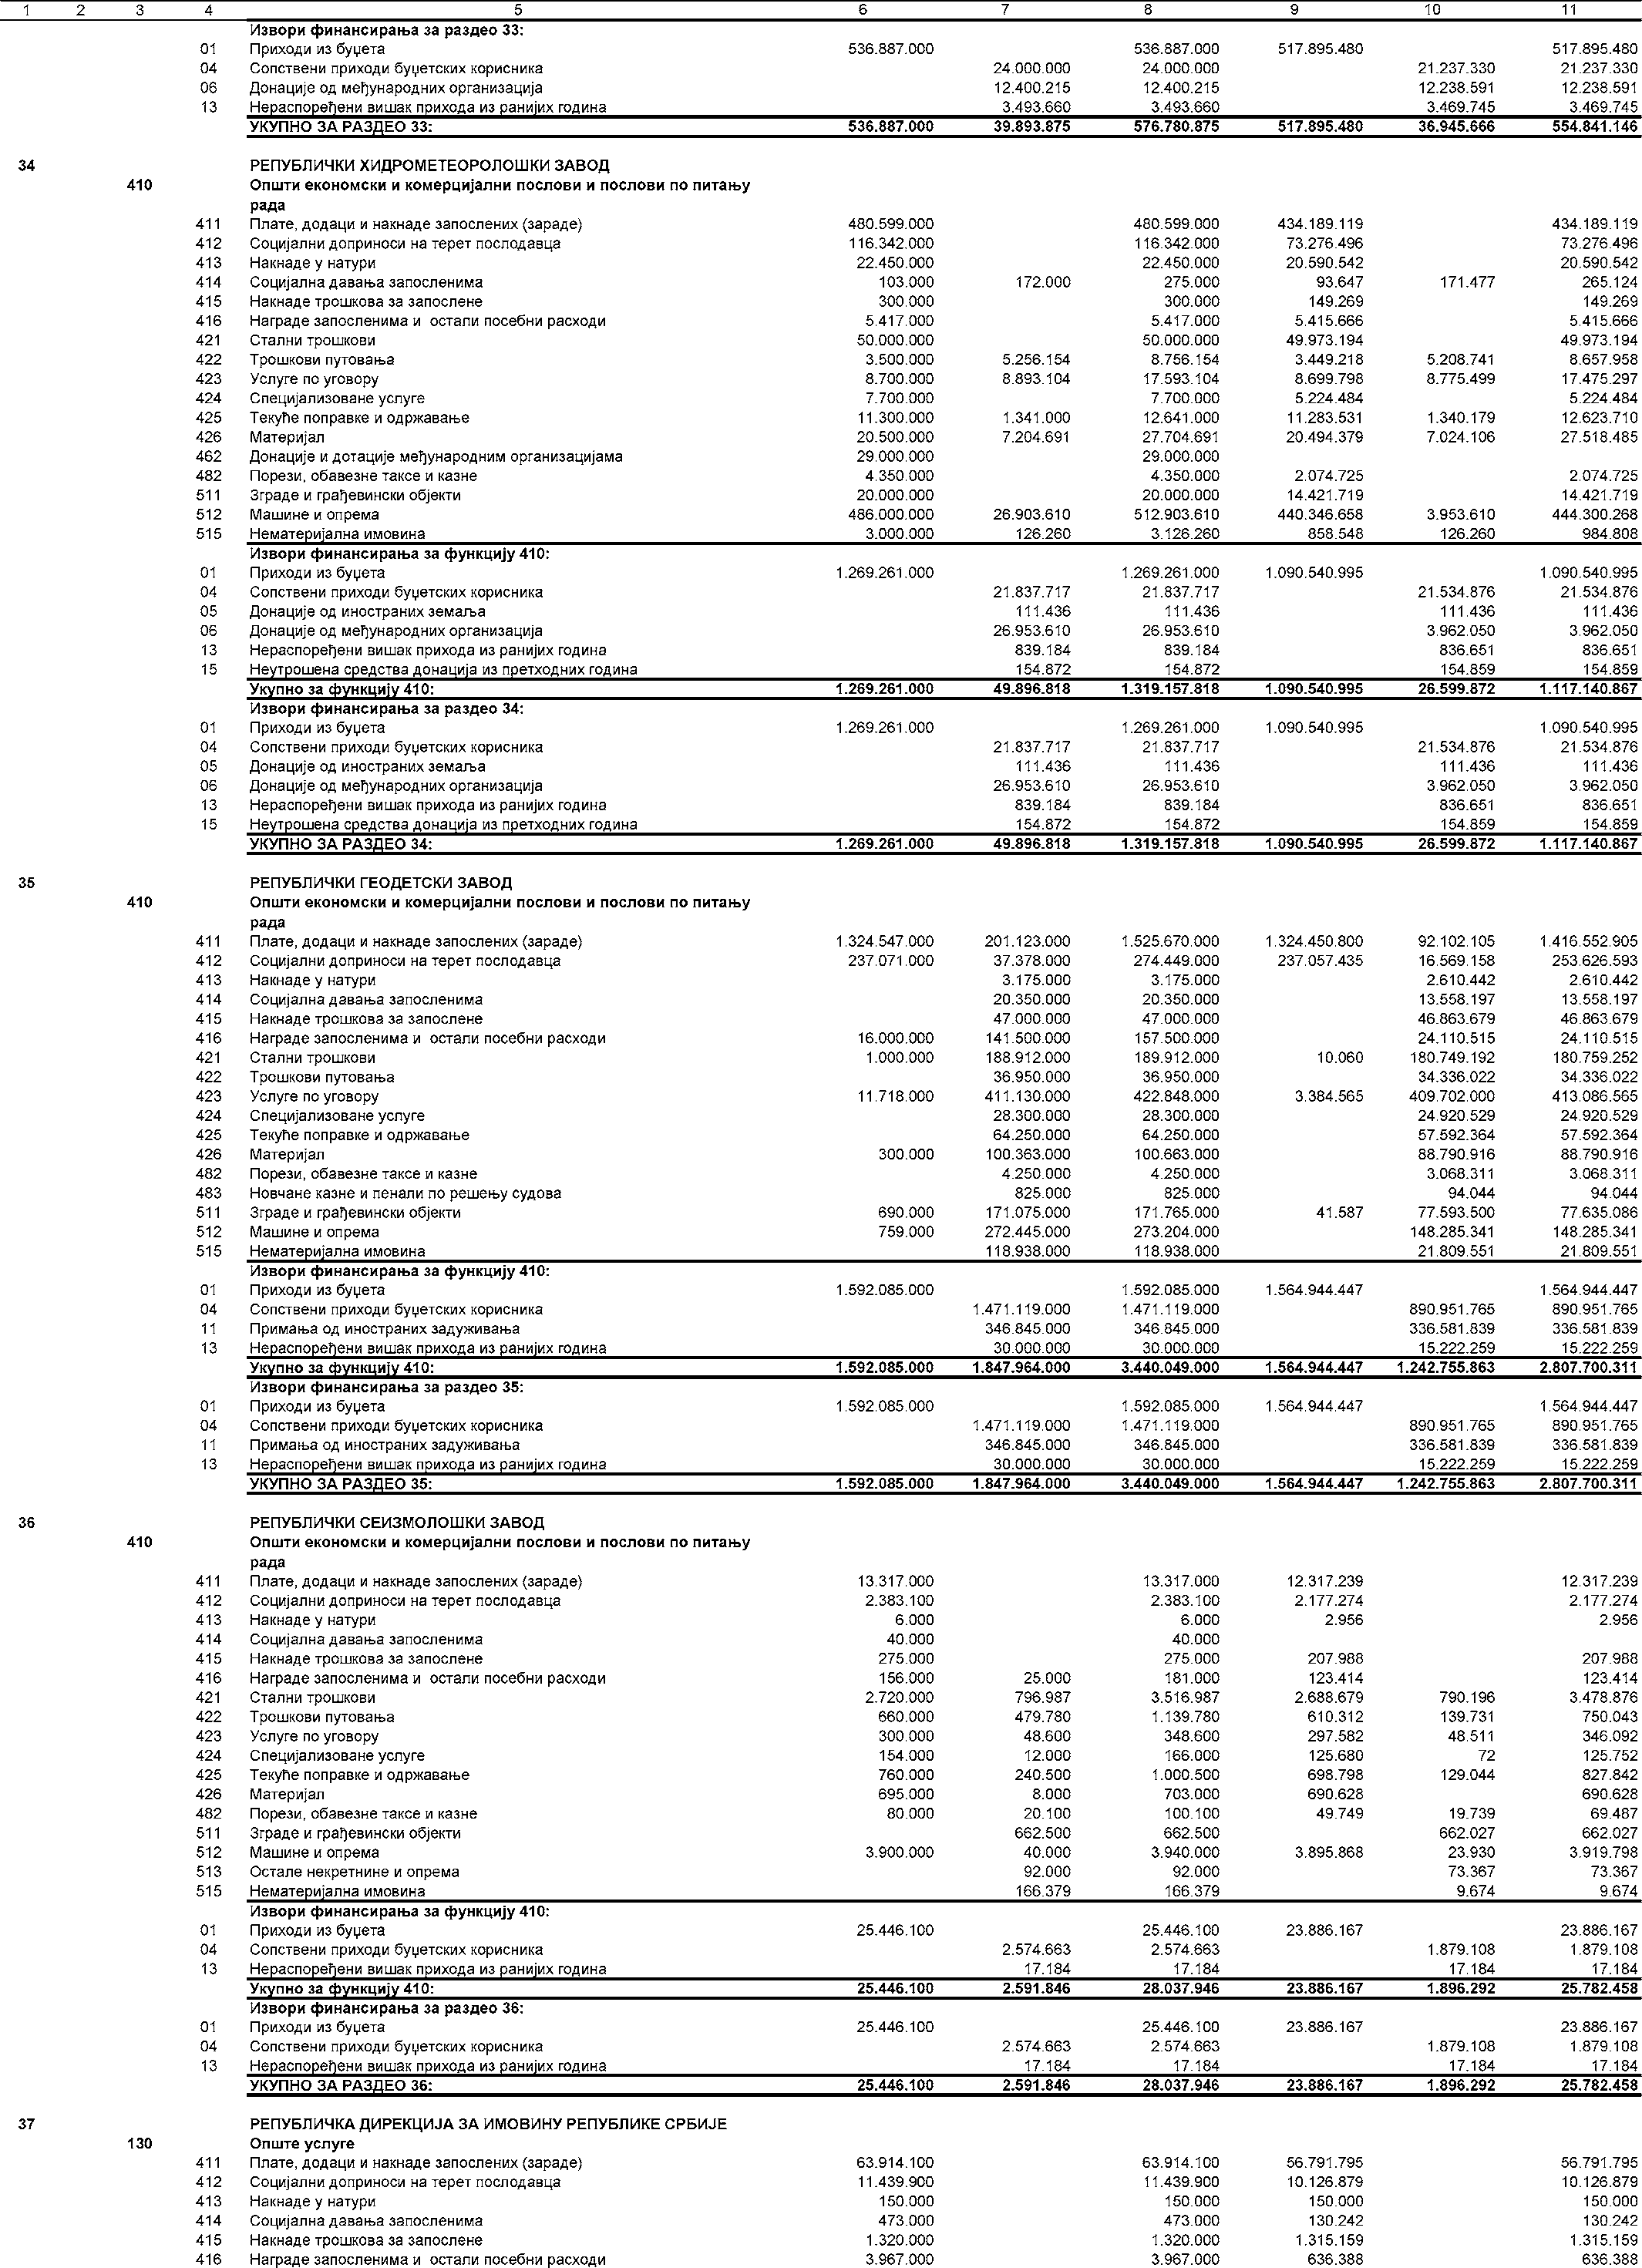 1 2 3 4 5 6 7 8 9 10 11
Извори финансирања за раздео 33:
01 Приходи из буџета 536.887.000 536.887.000 517.895.480 517.895.480
04 Сопствени приходи буџетских корисника 24.000.000 24.000.000 21.237.330 21.237.330
06 Донације од међународних организација 12.400.215 12.400.215 12.238.591 12.238.591
13 Нераспоређени вишак прихода из ранијих година 3.493.660 3.493.660 3.469.745 3.469.745
УКУПНО ЗА РАЗДЕО 33: 536.887.000 39.893.875 576.780.875 517.895.480 36.945.666 554.841.146
34 РЕПУБЛИЧКИ ХИДРОМЕТЕОРОЛОШКИ ЗАВОД
410 Општи економски и комерцијални послови и послови по питању
рада
411 Плате, додаци и накнаде запослених (зараде) 480.599.000 480.599.000 434.189.119 434.189.119
412 Социјални доприноси на терет послодавца 116.342.000 116.342.000 73.276.496 73.276.496
413 Накнаде у натури 22.450.000 22.450.000 20.590.542 20.590.542
414 Социјална давања запосленима 103.000 172.000 275.000 93.647 171.477 265.124
415 Накнаде трошкова за запослене 300.000 300.000 149.269 149.269
416 Награде запосленима и остали посебни расходи 5.417.000 5.417.000 5.415.666 5.415.666
421 Стални трошкови 50.000.000 50.000.000 49.973.194 49.973.194
422 Трошкови путовања 3.500.000 5.256.154 8.756.154 3.449.218 5.208.741 8.657.958
423 Услуге по уговору 8.700.000 8.893.104 17.593.104 8.699.798 8.775.499 17.475.297
424 Специјализоване услуге 7.700.000 7.700.000 5.224.484 5.224.484
425 Текуће поправке и одржавање 11.300.000 1.341.000 12.641.000 11.283.531 1.340.179 12.623.710
426 Материјал 20.500.000 7.204.691 27.704.691 20.494.379 7.024.106 27.518.485
462 Донације и дотације међународним организацијама 29.000.000 29.000.000
482 Порези, обавезне таксе и казне 4.350.000 4.350.000 2.074.725 2.074.725
511 Зграде и грађевински објекти 20.000.000 20.000.000 14.421.719 14.421.719
512 Машине и опрема 486.000.000 26.903.610 512.903.610 440.346.658 3.953.610 444.300.268
515 Нематеријална имовина 3.000.000 126.260 3.126.260 858.548 126.260 984.808
Извори финансирања за функцију 410:
01 Приходи из буџета 1.269.261.000 1.269.261.000 1.090.540.995 1.090.540.995
04 Сопствени приходи буџетских корисника 21.837.717 21.837.717 21.534.876 21.534.876
05 Донације од иностраних земаља 111.436 111.436 111.436 111.436
06 Донације од међународних организација 26.953.610 26.953.610 3.962.050 3.962.050
13 Нераспоређени вишак прихода из ранијих година 839.184 839.184 836.651 836.651
15 Неутрошена средства донација из претходних година 154.872 154.872 154.859 154.859
Укупно за функцију 410: 1.269.261.000 49.896.818 1.319.157.818 1.090.540.995 26.599.872 1.117.140.867
Извори финансирања за раздео 34:
01 Приходи из буџета 1.269.261.000 1.269.261.000 1.090.540.995 1.090.540.995
04 Сопствени приходи буџетских корисника 21.837.717 21.837.717 21.534.876 21.534.876
05 Донације од иностраних земаља 111.436 111.436 111.436 111.436
06 Донације од међународних организација 26.953.610 26.953.610 3.962.050 3.962.050
13 Нераспоређени вишак прихода из ранијих година 839.184 839.184 836.651 836.651
15 Неутрошена средства донација из претходних година 154.872 154.872 154.859 154.859
УКУПНО ЗА РАЗДЕО 34: 1.269.261.000 49.896.818 1.319.157.818 1.090.540.995 26.599.872 1.117.140.867
35 РЕПУБЛИЧКИ ГЕОДЕТСКИ ЗАВОД
410 Општи економски и комерцијални послови и послови по питању
рада
411 Плате, додаци и накнаде запослених (зараде) 1.324.547.000 201.123.000 1.525.670.000 1.324.450.800 92.102.105 1.416.552.905
412 Социјални доприноси на терет послодавца 237.071.000 37.378.000 274.449.000 237.057.435 16.569.158 253.626.593
413 Накнаде у натури 3.175.000 3.175.000 2.610.442 2.610.442
414 Социјална давања запосленима 20.350.000 20.350.000 13.558.197 13.558.197
415 Накнаде трошкова за запослене 47.000.000 47.000.000 46.863.679 46.863.679
416 Награде запосленима и остали посебни расходи 16.000.000 141.500.000 157.500.000 24.110.515 24.110.515
421 Стални трошкови 1.000.000 188.912.000 189.912.000 10.060 180.749.192 180.759.252
422 Трошкови путовања 36.950.000 36.950.000 34.336.022 34.336.022
423 Услуге по уговору 11.718.000 411.130.000 422.848.000 3.384.565 409.702.000 413.086.565
424 Специјализоване услуге 28.300.000 28.300.000 24.920.529 24.920.529
425 Текуће поправке и одржавање 64.250.000 64.250.000 57.592.364 57.592.364
426 Материјал 300.000 100.363.000 100.663.000 88.790.916 88.790.916
482 Порези, обавезне таксе и казне 4.250.000 4.250.000 3.068.311 3.068.311
483 Новчане казне и пенали по решењу судова 825.000 825.000 94.044 94.044
511 Зграде и грађевински објекти 690.000 171.075.000 171.765.000 41.587 77.593.500 77.635.086
512 Машине и опрема 759.000 272.445.000 273.204.000 148.285.341 148.285.341
515 Нематеријална имовина 118.938.000 118.938.000 21.809.551 21.809.551
Извори финансирања за функцију 410:
01 Приходи из буџета 1.592.085.000 1.592.085.000 1.564.944.447 1.564.944.447
04 Сопствени приходи буџетских корисника 1.471.119.000 1.471.119.000 890.951.765 890.951.765
11 Примања од иностраних задуживања 346.845.000 346.845.000 336.581.839 336.581.839
13 Нераспоређени вишак прихода из ранијих година 30.000.000 30.000.000 15.222.259 15.222.259
Укупно за функцију 410: 1.592.085.000 1.847.964.000 3.440.049.000 1.564.944.447 1.242.755.863 2.807.700.311
Извори финансирања за раздео 35:
01 Приходи из буџета 1.592.085.000 1.592.085.000 1.564.944.447 1.564.944.447
04 Сопствени приходи буџетских корисника 1.471.119.000 1.471.119.000 890.951.765 890.951.765
11 Примања од иностраних задуживања 346.845.000 346.845.000 336.581.839 336.581.839
13 Нераспоређени вишак прихода из ранијих година 30.000.000 30.000.000 15.222.259 15.222.259
УКУПНО ЗА РАЗДЕО 35: 1.592.085.000 1.847.964.000 3.440.049.000 1.564.944.447 1.242.755.863 2.807.700.311
36 РЕПУБЛИЧКИ СЕИЗМОЛОШКИ ЗАВОД
410 Општи економски и комерцијални послови и послови по питању
рада
411 Плате, додаци и накнаде запослених (зараде) 13.317.000 13.317.000 12.317.239 12.317.239
412 Социјални доприноси на терет послодавца 2.383.100 2.383.100 2.177.274 2.177.274
413 Накнаде у натури 6.000 6.000 2.956 2.956
414 Социјална давања запосленима 40.000 40.000
415 Накнаде трошкова за запослене 275.000 275.000 207.988 207.988
416 Награде запосленима и остали посебни расходи 156.000 25.000 181.000 123.414 123.414
421 Стални трошкови 2.720.000 796.987 3.516.987 2.688.679 790.196 3.478.876
422 Трошкови путовања 660.000 479.780 1.139.780 610.312 139.731 750.043
423 Услуге по уговору 300.000 48.600 348.600 297.582 48.511 346.092
424 Специјализоване услуге 154.000 12.000 166.000 125.680 72 125.752
425 Текуће поправке и одржавање 760.000 240.500 1.000.500 698.798 129.044 827.842
426 Материјал 695.000 8.000 703.000 690.628 690.628
482 Порези, обавезне таксе и казне 80.000 20.100 100.100 49.749 19.739 69.487
511 Зграде и грађевински објекти 662.500 662.500 662.027 662.027
512 Машине и опрема 3.900.000 40.000 3.940.000 3.895.868 23.930 3.919.798
513 Остале некретнине и опрема 92.000 92.000 73.367 73.367
515 Нематеријална имовина 166.379 166.379 9.674 9.674
Извори финансирања за функцију 410:
01 Приходи из буџета 25.446.100 25.446.100 23.886.167 23.886.167
04 Сопствени приходи буџетских корисника 2.574.663 2.574.663 1.879.108 1.879.108
13 Нераспоређени вишак прихода из ранијих година 17.184 17.184 17.184 17.184
Укупно за функцију 410: 25.446.100 2.591.846 28.037.946 23.886.167 1.896.292 25.782.458
Извори финансирања за раздео 36:
01 Приходи из буџета 25.446.100 25.446.100 23.886.167 23.886.167
04 Сопствени приходи буџетских корисника 2.574.663 2.574.663 1.879.108 1.879.108
13 Нераспоређени вишак прихода из ранијих година 17.184 17.184 17.184 17.184
УКУПНО ЗА РАЗДЕО 36: 25.446.100 2.591.846 28.037.946 23.886.167 1.896.292 25.782.458
37 РЕПУБЛИЧКА ДИРЕКЦИЈА ЗА ИМОВИНУ РЕПУБЛИКЕ СРБИЈЕ
130 Опште услуге
411 Плате, додаци и накнаде запослених (зараде) 63.914.100 63.914.100 56.791.795 56.791.795
412 Социјални доприноси на терет послодавца 11.439.900 11.439.900 10.126.879 10.126.879
413 Накнаде у натури 150.000 150.000 150.000 150.000
414 Социјална давања запосленима 473.000 473.000 130.242 130.242
415 Накнаде трошкова за запослене 1.320.000 1.320.000 1.315.159 1.315.159
416 Награде запосленима и остали посебни расходи 3.967.000 3.967.000 636.388 636.388